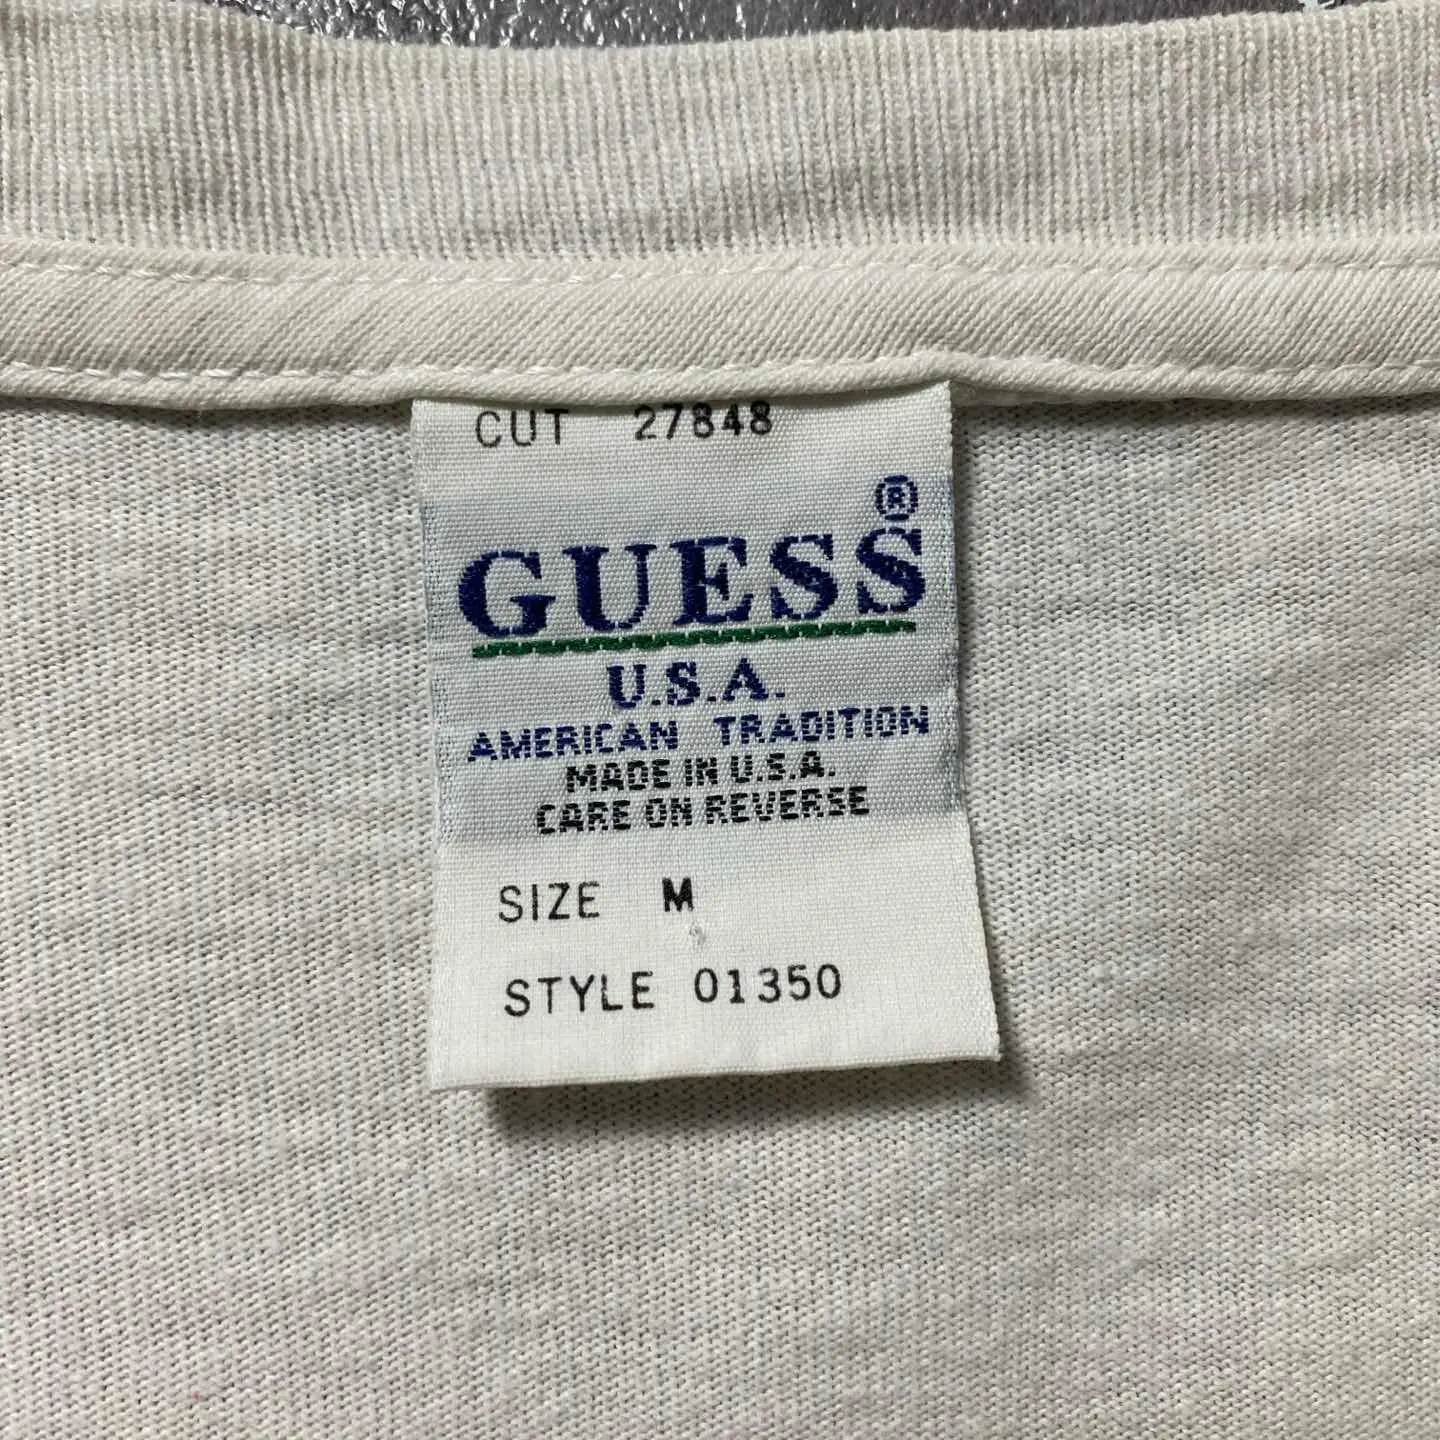 CUT 27848
®
GUESS
U.S.A.
AMERICAN TRADITION
MADE IN U.S.A.
CARE ON REVERSE
SIZE M
STYLE 01350